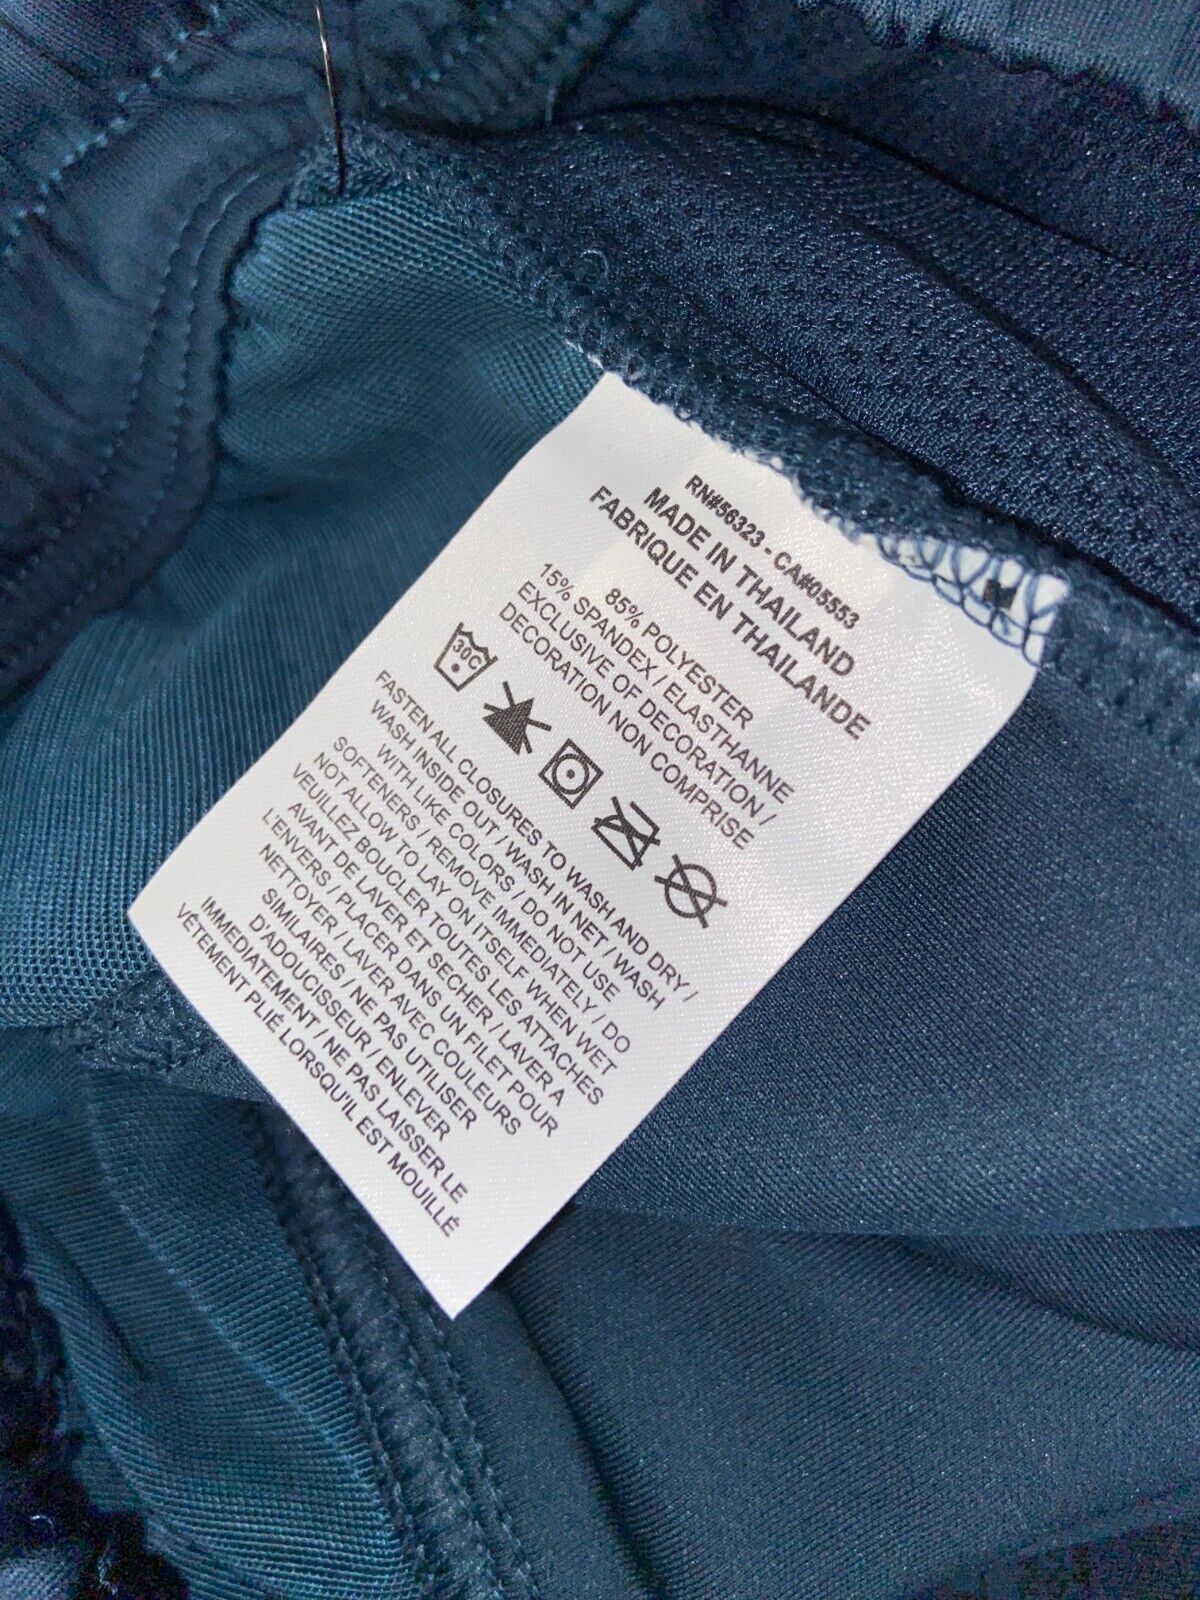 RN#56323 - CA#05553
MADE IN THAILAND
FABRIQUE EN THAILANDE
85% POLYESTER
15% SPANDEX / ELASTHANNE
EXCLUSIVE OF DECORATION /
DECORATION NON COMPRISE
30C
FASTEN ALL CLOSURES TO WASH AND DRY /
WASH INSIDE OUT / WASH IN NET / WASH
WITH LIKE COLORS / DO NOT USE
SOFTENERS / REMOVE IMMEDIATELY / DO
NOT ALLOW TO LAY ON ITSELF WHEN WET
VEUILLEZ BOUCLER TOUTES LES ATTACHES
AVANT DE LAVER ET SÉCHER / LAVER A
L'ENVERS / PLACER DANS UN FILET POUR
NETTOYER / LAVER AVEC COULEURS
SIMILAIRES / NE PAS UTILISER
D'ADOUCISSEUR / ENLEVER
IMMEDIATEMENT / NE PAS LAISSER LE
VÊTEMENT PLIÉ LORSQU'IL EST MOUILLÉ